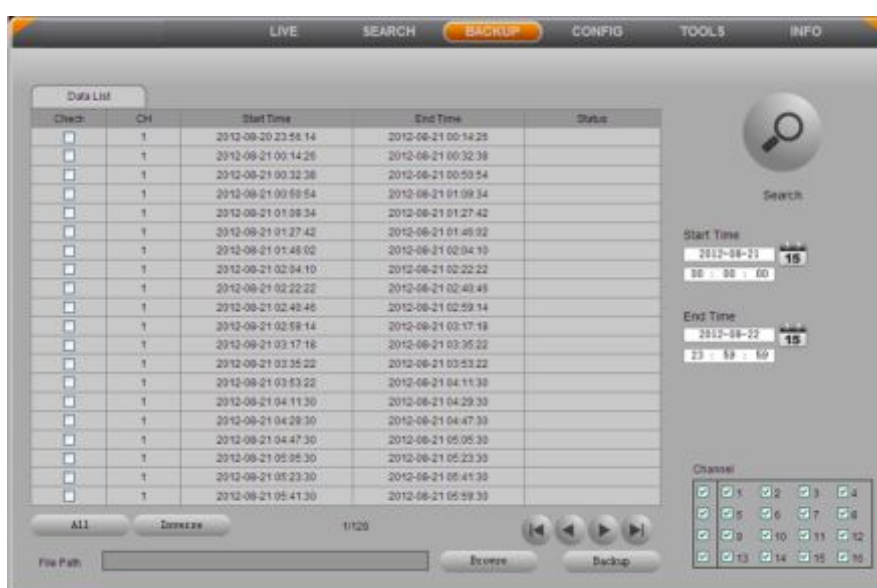 LIVE SEARCH BACKUP CONFIG TOOLS INFO
Data List
Check CH Start Time End Time Status
1 2012-08-20 23:56:14 2012-08-21 00:14:26
1 2012-08-21 00:14:26 2012-08-21 00:32:38
1 2012-08-21 00:32:38 2012-08-21 00:50:54
1 2012-08-21 00:50:54 2012-08-21 01:09:34
1 2012-08-21 01:09:34 2012-08-21 01:27:42
1 2012-08-21 01:27:42 2012-08-21 01:46:02
1 2012-08-21 01:46:02 2012-08-21 02:04:10
1 2012-08-21 02:04:10 2012-08-21 02:22:22
1 2012-08-21 02:22:22 2012-08-21 02:40:46
1 2012-08-21 02:40:46 2012-08-21 02:59:14
1 2012-08-21 02:59:14 2012-08-21 03:17:18
1 2012-08-21 03:17:18 2012-08-21 03:35:22
1 2012-08-21 03:35:22 2012-08-21 03:53:22
1 2012-08-21 03:53:22 2012-08-21 04:11:30
1 2012-08-21 04:11:30 2012-08-21 04:29:30
1 2012-08-21 04:29:30 2012-08-21 04:47:30
1 2012-08-21 04:47:30 2012-08-21 05:05:30
1 2012-08-21 05:05:30 2012-08-21 05:23:30
1 2012-08-21 05:23:30 2012-08-21 05:41:30
1 2012-08-21 05:41:30 2012-08-21 05:59:30
All Inverse 1/126
File Path Browse Backup
Search
Start Time
2012-08-21 15
00 : 00 : 00
End Time
2012-08-22 15
23 : 59 : 59
Channel
1 2 3 4
5 6 7 8
9 10 11 12
13 14 15 16